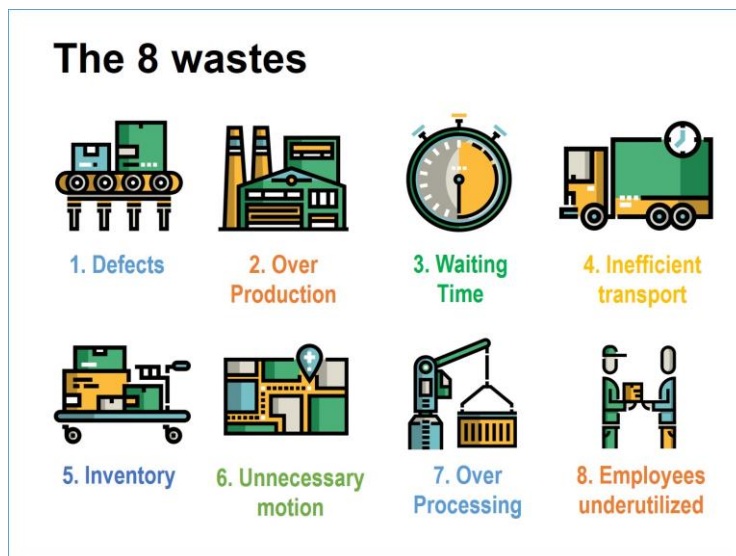 The 8 wastes
1. Defects
2. Over
Production
3. Waiting
Time
4. Inefficient
transport
5. Inventory
6. Unnecessary
motion
7. Over
Processing
8. Employees
underutilized